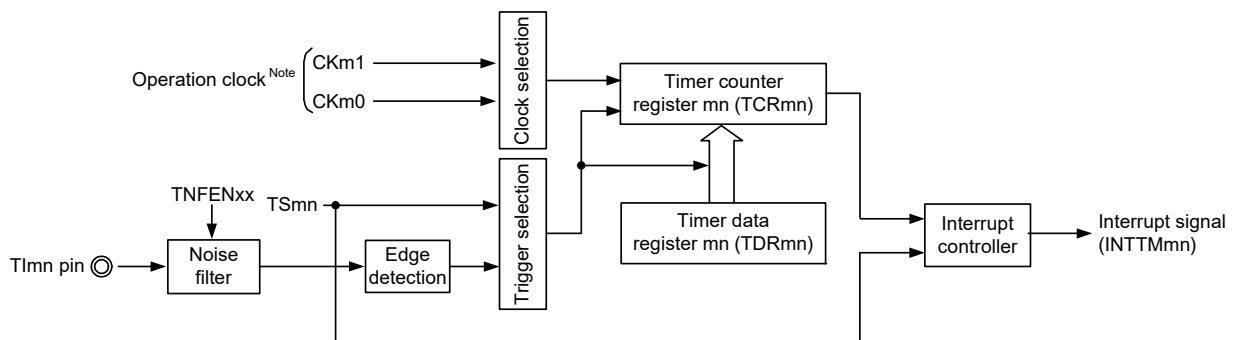 Operation clock Note
CKm1
CKm0
Clock selection
Timer counter
register mn (TCRmn)
TNFENxx
TSmn
Trigger selection
Timer data
register mn (TDRmn)
Interrupt
controller
Interrupt signal
(INTTMmn)
TImn pin
Noise
filter
Edge
detection